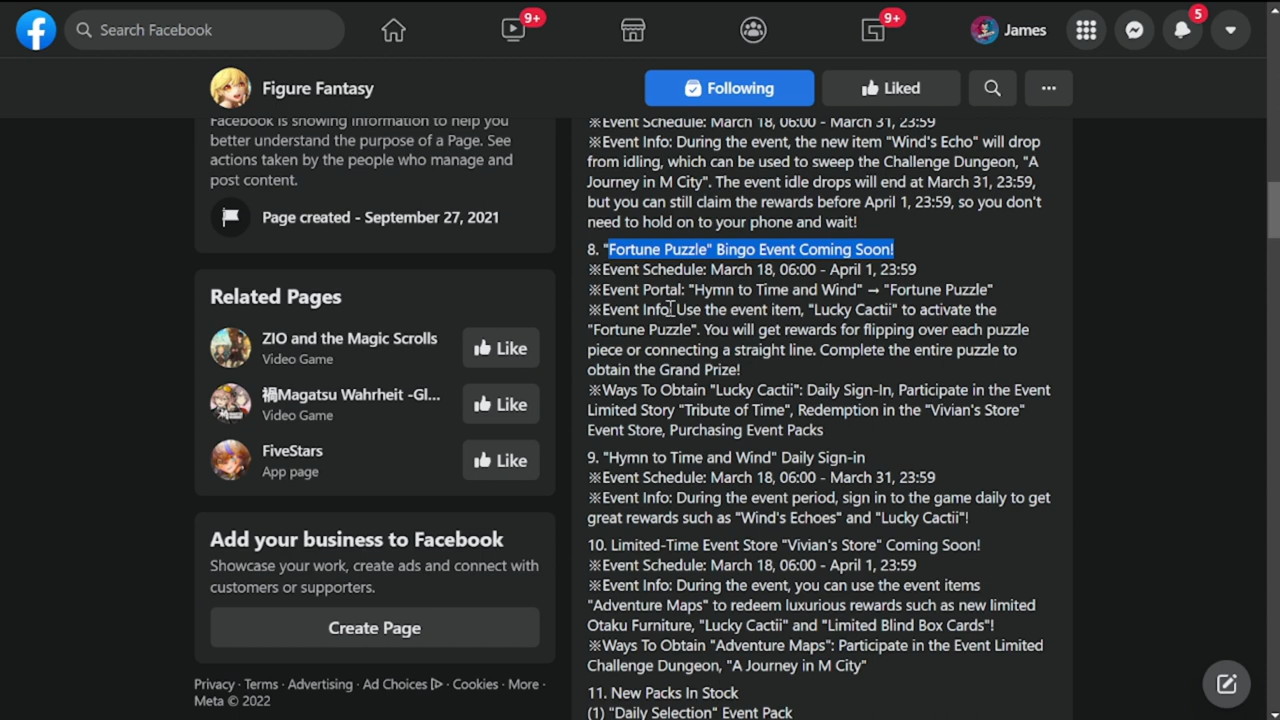 Search Facebook
9+
9+
James
5
Figure Fantasy
Following
Liked
Facebook is showing information to help you
better understand the purpose of a Page. See
actions taken by the people who manage and
post content.
Page created - September 27, 2021
Related Pages
ZIO and the Magic Scrolls
Video Game
Like
禍Magatsu Wahrheit -Gl...
Video Game
Like
FiveStars
App page
Like
Add your business to Facebook
Showcase your work, create ads and connect with
customers or supporters.
Create Page
Privacy · Terms · Advertising · Ad Choices · Cookies · More ·
Meta © 2022
※Event Schedule: March 18, 06:00 - March 31, 23:59
※Event Info: During the event, the new item "Wind's Echo" will drop
from idling, which can be used to sweep the Challenge Dungeon, "A
Journey in M City". The event idle drops will end at March 31, 23:59,
but you can still claim the rewards before April 1, 23:59, so you don't
need to hold on to your phone and wait!
8. "Fortune Puzzle" Bingo Event Coming Soon!
※Event Schedule: March 18, 06:00 - April 1, 23:59
※Event Portal: "Hymn to Time and Wind" → "Fortune Puzzle"
※Event Info: Use the event item, "Lucky Cactii" to activate the
"Fortune Puzzle". You will get rewards for flipping over each puzzle
piece or connecting a straight line. Complete the entire puzzle to
obtain the Grand Prize!
※Ways To Obtain "Lucky Cactii": Daily Sign-In, Participate in the Event
Limited Story "Tribute of Time", Redemption in the "Vivian's Store"
Event Store, Purchasing Event Packs
9. "Hymn to Time and Wind" Daily Sign-in
※Event Schedule: March 18, 06:00 - March 31, 23:59
※Event Info: During the event period, sign in to the game daily to get
great rewards such as "Wind's Echoes" and "Lucky Cactii"!
10. Limited-Time Event Store "Vivian's Store" Coming Soon!
※Event Schedule: March 18, 06:00 - April 1, 23:59
※Event Info: During the event, you can use the event items
"Adventure Maps" to redeem luxurious rewards such as new limited
Otaku Furniture, "Lucky Cactii" and "Limited Blind Box Cards"!
※Ways To Obtain "Adventure Maps": Participate in the Event Limited
Challenge Dungeon, "A Journey in M City"
11. New Packs In Stock
(1) "Daily Selection" Event Pack